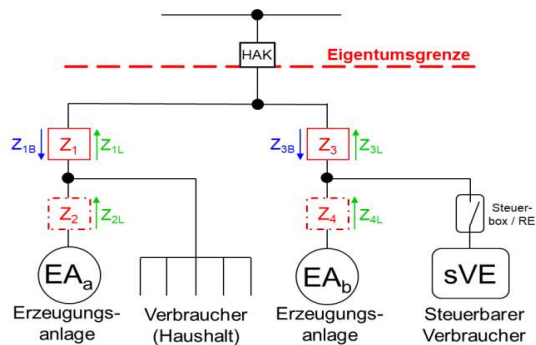 HAK
Eigentumsgrenze
Z1B
Z1
Z1L
Z3B
Z3
Z3L
Z2
Z2L
Z4
Z4L
Steuer-
box / RE
EAa
EAb
sVE
Erzeugungs-
anlage
Verbraucher
(Haushalt)
Erzeugungs-
anlage
Steuerbarer
Verbraucher